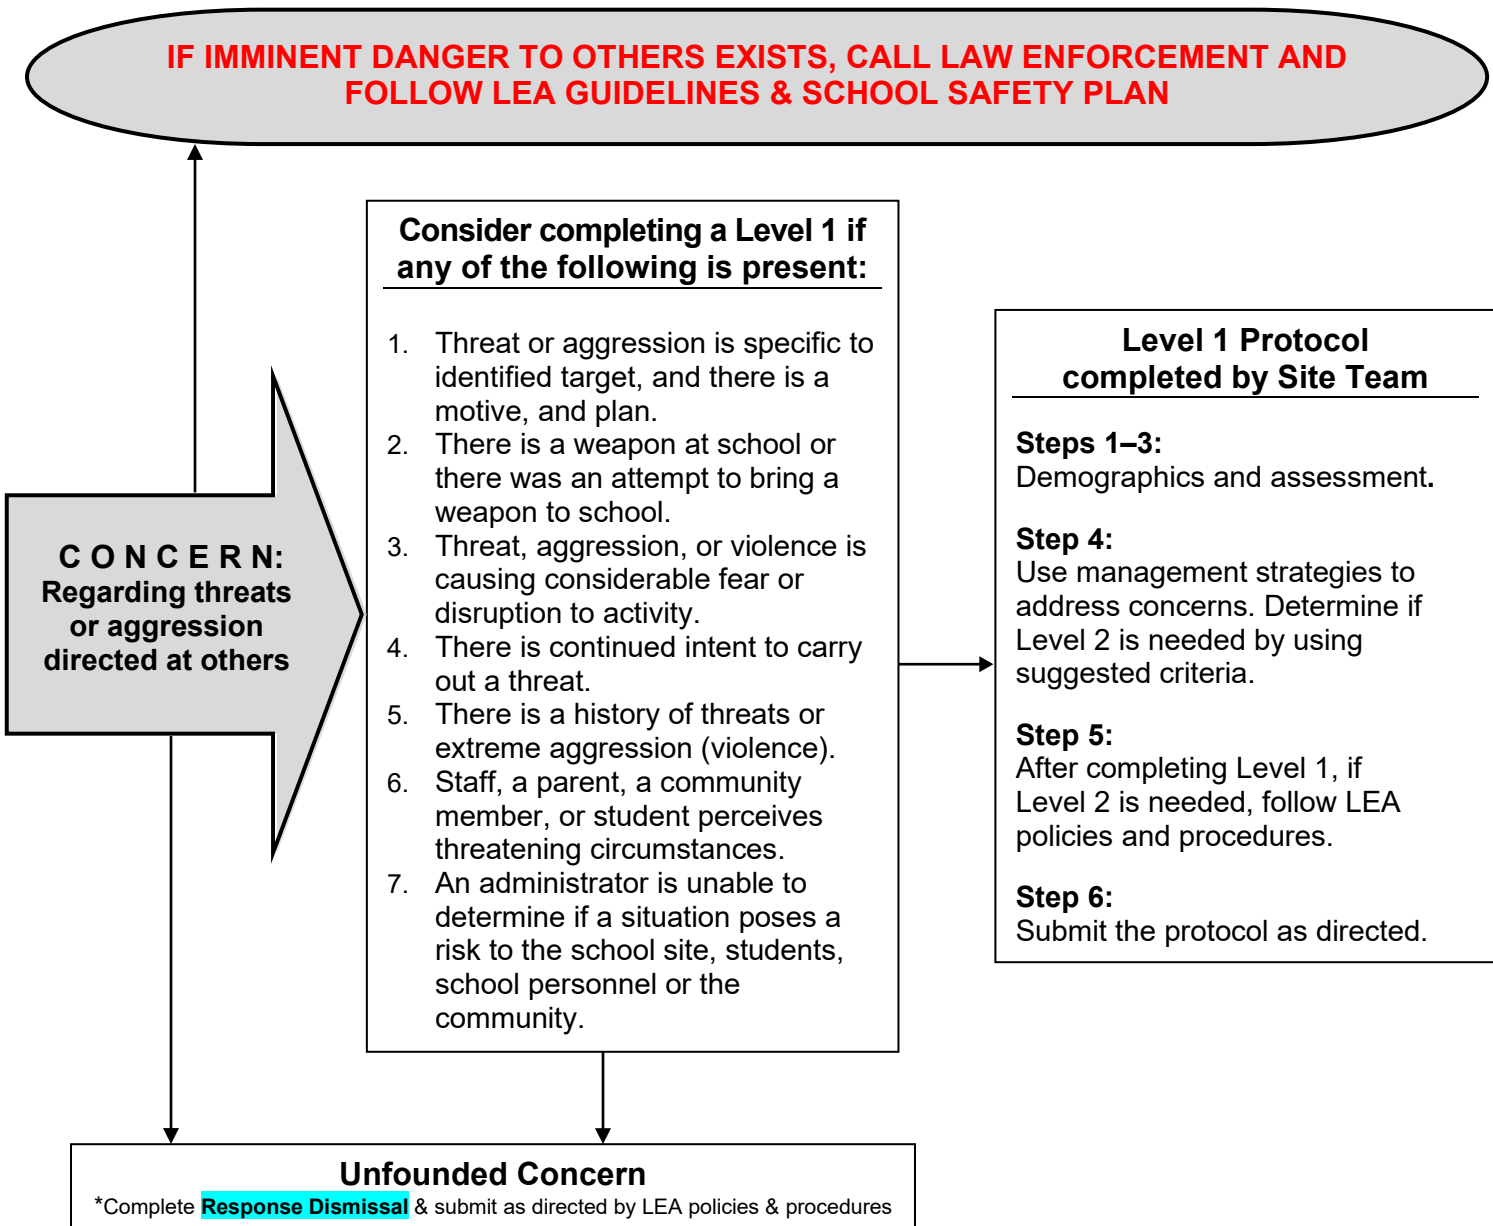 IF IMMINENT DANGER TO OTHERS EXISTS, CALL LAW ENFORCEMENT AND
FOLLOW LEA GUIDELINES & SCHOOL SAFETY PLAN
C O N C E R N:
Regarding threats
or aggression
directed at others
Consider completing a Level 1 if
any of the following is present:
1. Threat or aggression is specific to
identified target, and there is a
motive, and plan.
2. There is a weapon at school or
there was an attempt to bring a
weapon to school.
3. Threat, aggression, or violence is
causing considerable fear or
disruption to activity.
4. There is continued intent to carry
out a threat.
5. There is a history of threats or
extreme aggression (violence).
6. Staff, a parent, a community
member, or student perceives
threatening circumstances.
7. An administrator is unable to
determine if a situation poses a
risk to the school site, students,
school personnel or the
community.
Level 1 Protocol
completed by Site Team
Steps 1–3:
Demographics and assessment.
Step 4:
Use management strategies to
address concerns. Determine if
Level 2 is needed by using
suggested criteria.
Step 5:
After completing Level 1, if
Level 2 is needed, follow LEA
policies and procedures.
Step 6:
Submit the protocol as directed.
Unfounded Concern
*Complete Response Dismissal & submit as directed by LEA policies & procedures